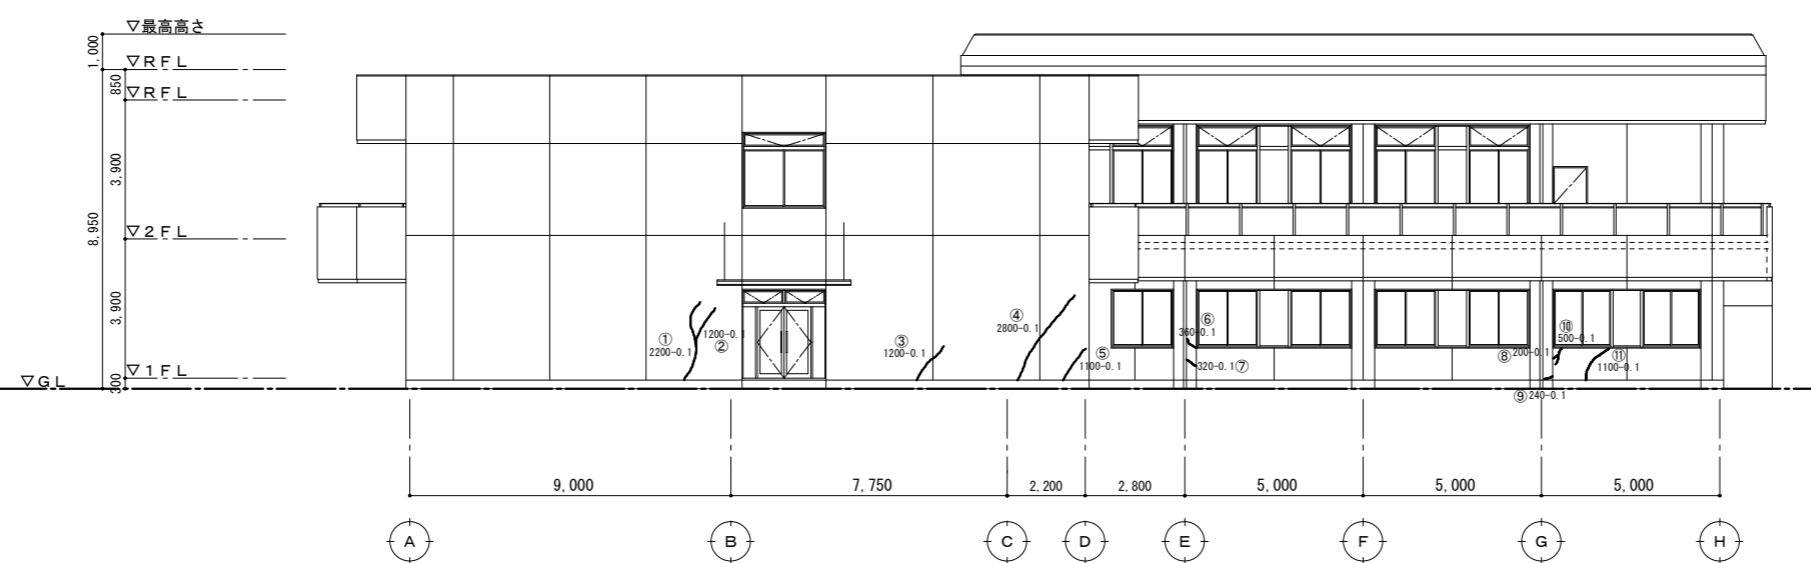 ▽最高高さ
1,000
▽RFL
850
▽RFL
3,900
8,950
▽2FL
3,900
▽1FL
300
▽GL
①
2200-0.1
1200-0.1
②
③
1200-0.1
④
2800-0.1
⑤
1100-0.1
⑥
360-0.1
320-0.1⑦
⑧200-0.1
⑨240-0.1
⑩
500-0.1
⑪
1100-0.1
9,000
7,750
2,200
2,800
5,000
5,000
5,000
A
B
C
D
E
F
G
H